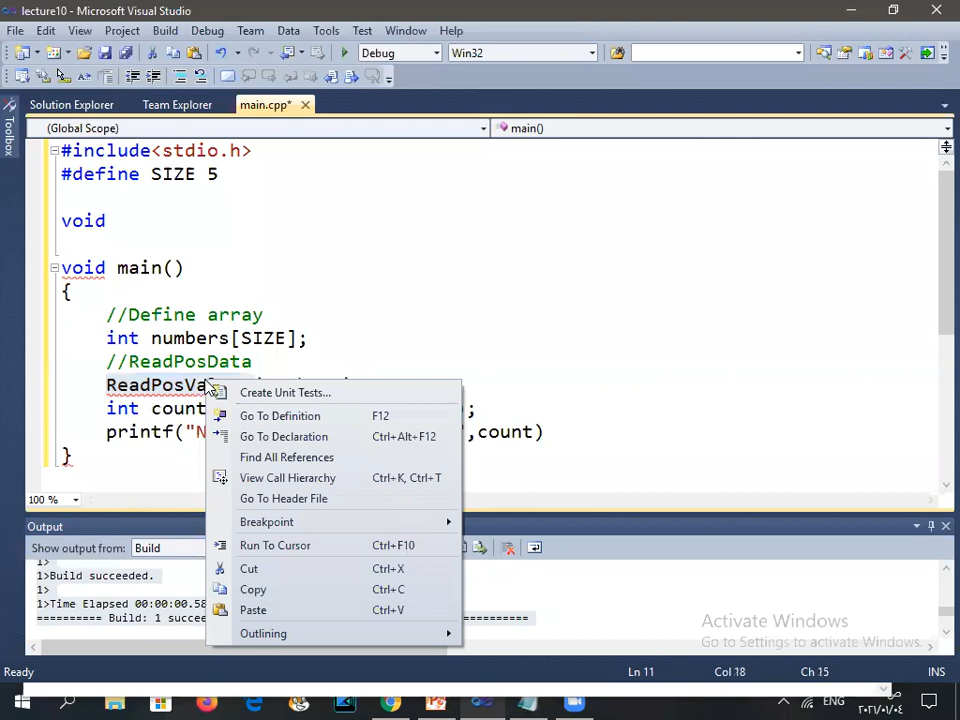 lecture10 - Microsoft Visual Studio
File Edit View Project Build Debug Team Data Tools Test Window Help
Debug Win32
Solution Explorer Team Explorer main.cpp*
(Global Scope) main()
#include<stdio.h>
#define SIZE 5
void
void main()
{
//Define array
int numbers[SIZE];
//ReadPosData
ReadPosVal
int count ;
printf("N ",count)
}
Create Unit Tests...
Go To Definition F12
Go To Declaration Ctrl+Alt+F12
Find All References
View Call Hierarchy Ctrl+K, Ctrl+T
Go To Header File
Breakpoint
Run To Cursor Ctrl+F10
Cut Ctrl+X
Copy Ctrl+C
Paste Ctrl+V
Outlining
100 %
Output
Show output from: Build
1>
1>Build succeeded.
1>
1>Time Elapsed 00:00:00.58
========== Build: 1 succee ==========
Activate Windows
Go to Settings to activate Windows.
Toolbox
Ready Ln 11 Col 18 Ch 15 INS
ENG
٢٠٢١/٠١/٠٤